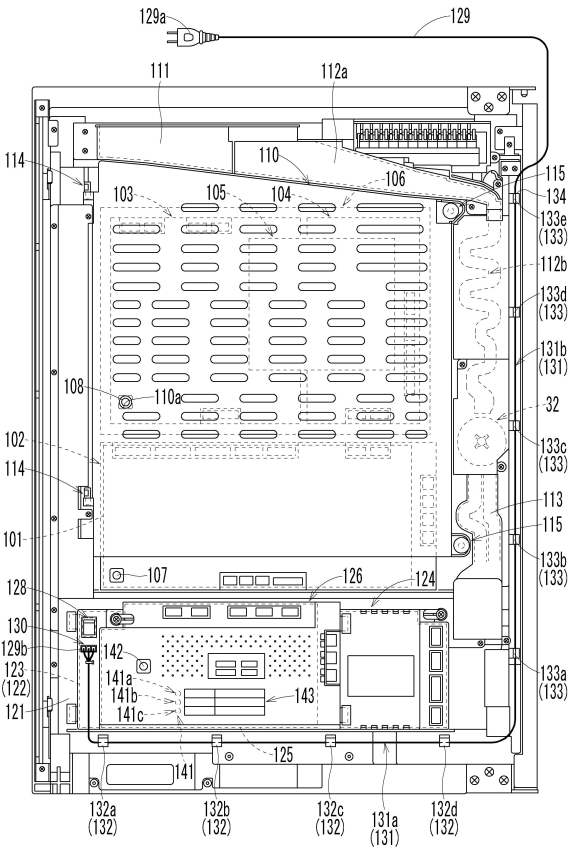 129a
129
111
112a
114
110
106
115
103
105
104
134
133e
(133)
112b
133d
(133)
131b
(131)
108
110a
32
102
133c
(133)
114
113
101
115
107
133b
(133)
128
126
124
130
129b
142
123
(122)
141a
141b
141c
143
133a
(133)
121
141
125
132a
(132)
132b
(132)
132c
(132)
131a
(131)
132d
(132)